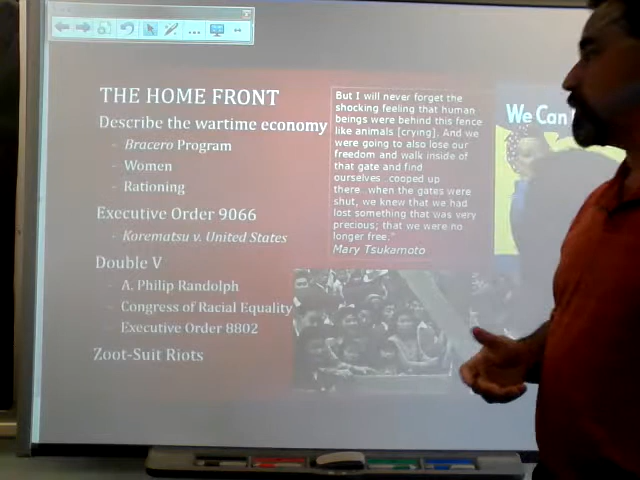 THE HOME FRONT
Describe the wartime economy
- Bracero Program
- Women
- Rationing
Executive Order 9066
- Korematsu v. United States
Double V
- A. Philip Randolph
- Congress of Racial Equality
- Executive Order 8802
Zoot-Suit Riots
But I will never forget the
shocking feeling that human
beings were behind this fence
like animals [crying]. And we
were going to also lose our
freedom and walk inside of
that gate and find
ourselves...cooped up
there...when the gates were
shut, we knew that we had
lost something that was very
precious; that we were no
longer free."
Mary Tsukamoto
We Can